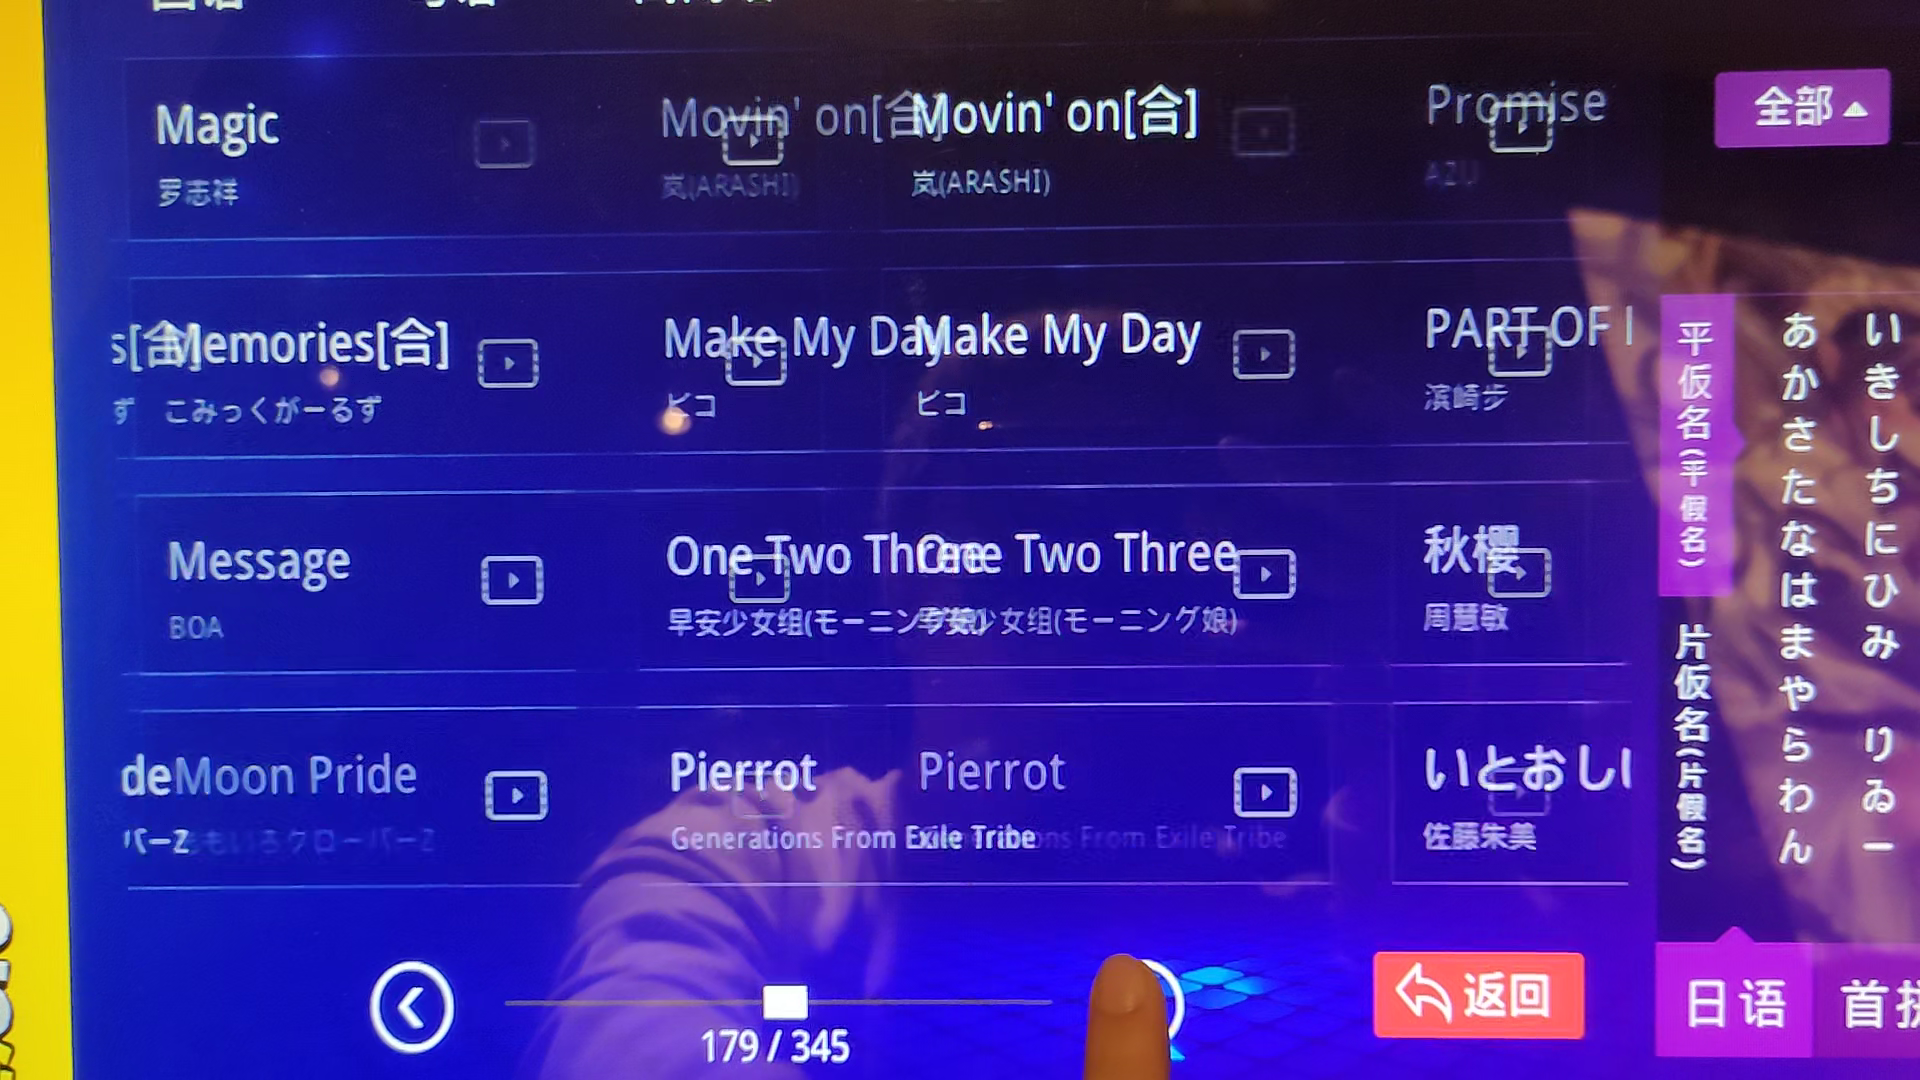 全部
Magic
罗志祥
Movin' on[合]
岚(ARASHI)
Movin' on[合]
岚(ARASHI)
Promise
AZU
s[合]
ず
Memories[合]
こみっくがーるず
Make My Day
ピコ
Make My Day
ピコ
PART OF
滨崎步
Message
BOA
One Two Three
早安少女组(モーニング娘)
One Two Three
早安少女组(モーニング娘)
秋櫻
周慧敏
de
バーZ
Moon Pride
ももいろクローバーZ
Pierrot
Generations From Exile Tribe
Pierrot
Generations From Exile Tribe
いとおし
佐藤朱美
179 / 345
返回
平仮名(平假名)
片仮名(片假名)
あかさたなはまやらわん
いきしちにひみ りゐー
日语
首